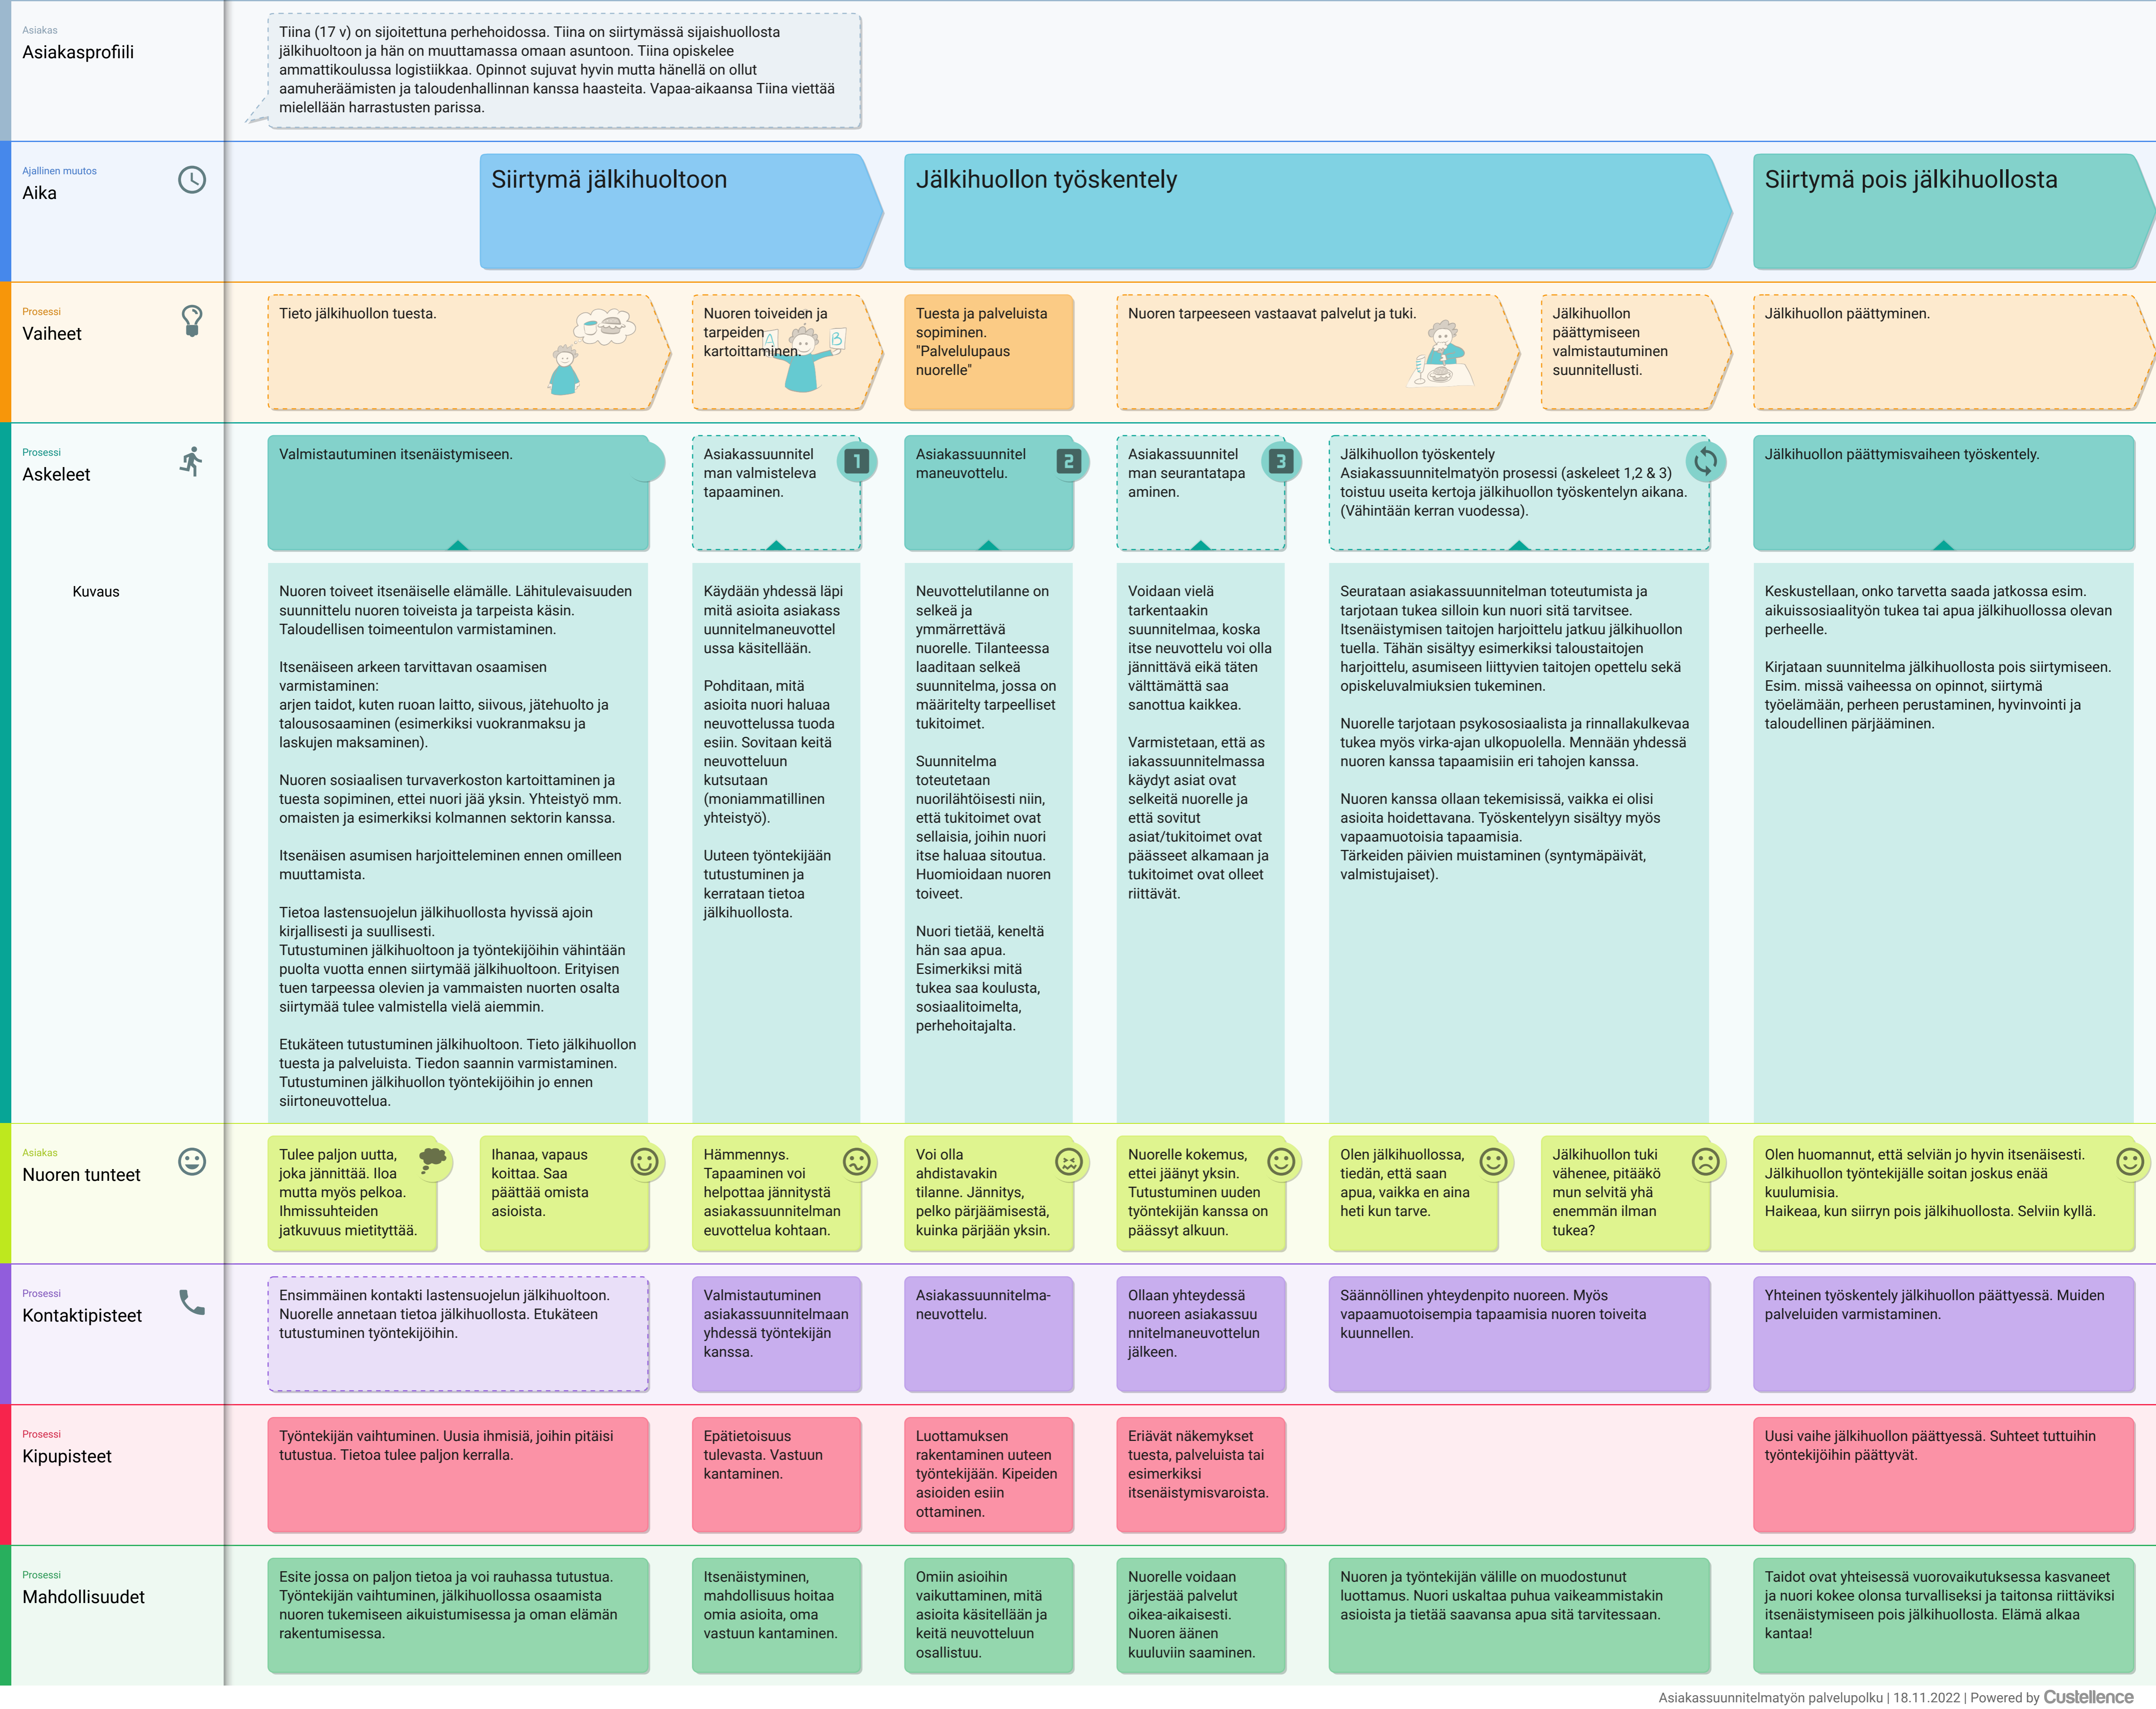 Asiakas
Asiakasprofiili
Tiina (17 v) on sijoitettuna perhehoidossa. Tiina on siirtymässä sijaishuollosta
jälkihuoltoon ja hän on muuttamassa omaan asuntoon. Tiina opiskelee
ammattikoulussa logistiikkaa. Opinnot sujuvat hyvin mutta hänellä on ollut
aamuheräämisten ja taloudenhallinnan kanssa haasteita. Vapaa-aikaansa Tiina viettää
mielellään harrastusten parissa.
Ajallinen muutos
Aika
Siirtymä jälkihuoltoon
Jälkihuollon työskentely
Siirtymä pois jälkihuollosta
Prosessi
Vaiheet
Tieto jälkihuollon tuesta.
Nuoren toiveiden ja
tarpeiden
kartoittaminen.
A
B
Tuesta ja palveluista
sopiminen.
"Palvelulupaus
nuorelle"
Nuoren tarpeeseen vastaavat palvelut ja tuki.
Jälkihuollon
päättymiseen
valmistautuminen
suunnitellusti.
Jälkihuollon päättyminen.
Prosessi
Askeleet
Valmistautuminen itsenäistymiseen.
Asiakassuunnitel
man valmisteleva
tapaaminen.
1
Asiakassuunnitel
maneuvottelu.
2
Asiakassuunnitel
man seurantatapa
aminen.
3
Jälkihuollon työskentely
Asiakassuunnitelmatyön prosessi (askeleet 1,2 & 3)
toistuu useita kertoja jälkihuollon työskentelyn aikana.
(Vähintään kerran vuodessa).
Jälkihuollon päättymisvaiheen työskentely.
Kuvaus
Nuoren toiveet itsenäiselle elämälle. Lähitulevaisuuden
suunnittelu nuoren toiveista ja tarpeista käsin.
Taloudellisen toimeentulon varmistaminen.
Itsenäiseen arkeen tarvittavan osaamisen
varmistaminen:
arjen taidot, kuten ruoan laitto, siivous, jätehuolto ja
talousosaaminen (esimerkiksi vuokranmaksu ja
laskujen maksaminen).
Nuoren sosiaalisen turvaverkoston kartoittaminen ja
tuesta sopiminen, ettei nuori jää yksin. Yhteistyö mm.
omaisten ja esimerkiksi kolmannen sektorin kanssa.
Itsenäisen asumisen harjoitteleminen ennen omilleen
muuttamista.
Tietoa lastensuojelun jälkihuollosta hyvissä ajoin
kirjallisesti ja suullisesti.
Tutustuminen jälkihuoltoon ja työntekijöihin vähintään
puolta vuotta ennen siirtymää jälkihuoltoon. Erityisen
tuen tarpeessa olevien ja vammaisten nuorten osalta
siirtymää tulee valmistella vielä aiemmin.
Etukäteen tutustuminen jälkihuoltoon. Tieto jälkihuollon
tuesta ja palveluista. Tiedon saannin varmistaminen.
Tutustuminen jälkihuollon työntekijöihin jo ennen
siirtoneuvottelua.
Käydään yhdessä läpi
mitä asioita asiakass
uunnitelmaneuvottel
ussa käsitellään.
Pohditaan, mitä
asioita nuori haluaa
neuvottelussa tuoda
esiin. Sovitaan keitä
neuvotteluun
kutsutaan
(moniammatillinen
yhteistyö).
Uuteen työntekijään
tutustuminen ja
kerrataan tietoa
jälkihuollosta.
Neuvottelutilanne on
selkeä ja
ymmärrettävä
nuorelle. Tilanteessa
laaditaan selkeä
suunnitelma, jossa on
määritelty tarpeelliset
tukitoimet.
Suunnitelma
toteutetaan
nuorilähtöisesti niin,
että tukitoimet ovat
sellaisia, joihin nuori
itse haluaa sitoutua.
Huomioidaan nuoren
toiveet.
Nuori tietää, keneltä
hän saa apua.
Esimerkiksi mitä
tukea saa koulusta,
sosiaalitoimelta,
perhehoitajalta.
Voidaan vielä
tarkentaakin
suunnitelmaa, koska
itse neuvottelu voi olla
jännittävä eikä täten
välttämättä saa
sanottua kaikkea.
Varmistetaan, että as
iakassuunnitelmassa
käydyt asiat ovat
selkeitä nuorelle ja
että sovitut
asiat/tukitoimet ovat
päässeet alkamaan ja
tukitoimet ovat olleet
riittävät.
Seurataan asiakassuunnitelman toteutumista ja
tarjotaan tukea silloin kun nuori sitä tarvitsee.
Itsenäistymisen taitojen harjoittelu jatkuu jälkihuollon
tuella. Tähän sisältyy esimerkiksi taloustaitojen
harjoittelu, asumiseen liittyvien taitojen opettelu sekä
opiskeluvalmiuksien tukeminen.
Nuorelle tarjotaan psykososiaalista ja rinnallakulkevaa
tukea myös virka-ajan ulkopuolella. Mennään yhdessä
nuoren kanssa tapaamisiin eri tahojen kanssa.
Nuoren kanssa ollaan tekemisissä, vaikka ei olisi
asioita hoidettavana. Työskentelyyn sisältyy myös
vapaamuotoisia tapaamisia.
Tärkeiden päivien muistaminen (syntymäpäivät,
valmistujaiset).
Keskustellaan, onko tarvetta saada jatkossa esim.
aikuissosiaalityön tukea tai apua jälkihuollossa olevan
perheelle.
Kirjataan suunnitelma jälkihuollosta pois siirtymiseen.
Esim. missä vaiheessa on opinnot, siirtymä
työelämään, perheen perustaminen, hyvinvointi ja
taloudellinen pärjääminen.
Asiakas
Nuoren tunteet
Tulee paljon uutta,
joka jännittää. Iloa
mutta myös pelkoa.
Ihmissuhteiden
jatkuvuus mietityttää.
Ihanaa, vapaus
koittaa. Saa
päättää omista
asioista.
Hämmennys.
Tapaaminen voi
helpottaa jännitystä
asiakassuunnitelman
euvottelua kohtaan.
Voi olla
ahdistavakin
tilanne. Jännitys,
pelko pärjäämisestä,
kuinka pärjään yksin.
Nuorelle kokemus,
ettei jäänyt yksin.
Tutustuminen uuden
työntekijän kanssa on
päässyt alkuun.
Olen jälkihuollossa,
tiedän, että saan
apua, vaikka en aina
heti kun tarve.
Jälkihuollon tuki
vähenee, pitääkö
mun selvitä yhä
enemmän ilman
tukea?
Olen huomannut, että selviän jo hyvin itsenäisesti.
Jälkihuollon työntekijälle soitan joskus enää
kuulumisia.
Haikeaa, kun siirryn pois jälkihuollosta. Selviin kyllä.
Prosessi
Kontaktipisteet
Ensimmäinen kontakti lastensuojelun jälkihuoltoon.
Nuorelle annetaan tietoa jälkihuollosta. Etukäteen
tutustuminen työntekijöihin.
Valmistautuminen
asiakassuunnitelmaan
yhdessä työntekijän
kanssa.
Asiakassuunnitelma-
neuvottelu.
Ollaan yhteydessä
nuoreen asiakassuu
nnitelmaneuvottelun
jälkeen.
Säännöllinen yhteydenpito nuoreen. Myös
vapaamuotoisempia tapaamisia nuoren toiveita
kuunnellen.
Yhteinen työskentely jälkihuollon päättyessä. Muiden
palveluiden varmistaminen.
Prosessi
Kipupisteet
Työntekijän vaihtuminen. Uusia ihmisiä, joihin pitäisi
tutustua. Tietoa tulee paljon kerralla.
Epätietoisuus
tulevasta. Vastuun
kantaminen.
Luottamuksen
rakentaminen uuteen
työntekijään. Kipeiden
asioiden esiin
ottaminen.
Eriävät näkemykset
tuesta, palveluista tai
esimerkiksi
itsenäistymisvaroista.
Uusi vaihe jälkihuollon päättyessä. Suhteet tuttuihin
työntekijöihin päättyvät.
Prosessi
Mahdollisuudet
Esite jossa on paljon tietoa ja voi rauhassa tutustua.
Työntekijän vaihtuminen, jälkihuollossa osaamista
nuoren tukemiseen aikuistumisessa ja oman elämän
rakentumisessa.
Itsenäistyminen,
mahdollisuus hoitaa
omia asioita, oma
vastuun kantaminen.
Omiin asioihin
vaikuttaminen, mitä
asioita käsitellään ja
keitä neuvotteluun
osallistuu.
Nuorelle voidaan
järjestää palvelut
oikea-aikaisesti.
Nuoren äänen
kuuluviin saaminen.
Nuoren ja työntekijän välille on muodostunut
luottamus. Nuori uskaltaa puhua vaikeammistakin
asioista ja tietää saavansa apua sitä tarvitessaan.
Taidot ovat yhteisessä vuorovaikutuksessa kasvaneet
ja nuori kokee olonsa turvalliseksi ja taitonsa riittäviksi
itsenäistymiseen pois jälkihuollosta. Elämä alkaa
kantaa!
Asiakassuunnitelmatyön palvelupolku | 18.11.2022 | Powered by Custellence